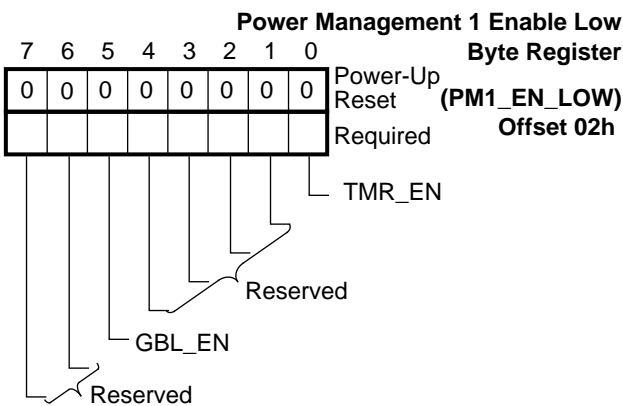 Power Management 1 Enable Low
Byte Register
(PM1_EN_LOW)
Offset 02h
7 6 5 4 3 2 1 0
0 0 0 0 0 0 0 0
Power-Up
Reset
Required
TMR_EN
Reserved
GBL_EN
Reserved